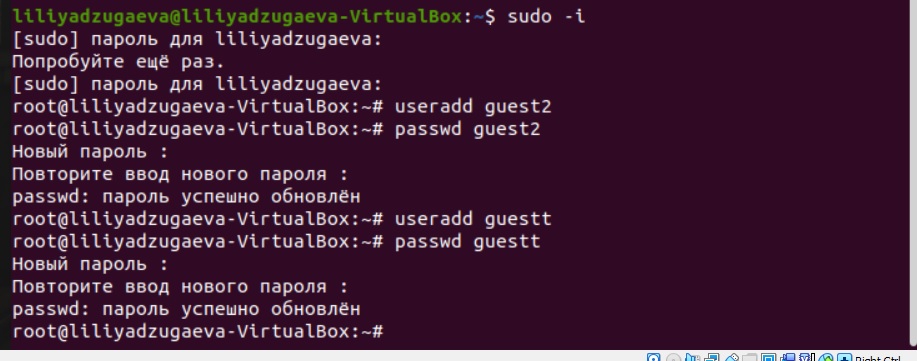 liliyadzugaeva@liliyadzugaeva-VirtualBox:~$ sudo -i
[sudo] пароль для liliyadzugaeva:
Попробуйте ещё раз.
[sudo] пароль для liliyadzugaeva:
root@liliyadzugaeva-VirtualBox:~# useradd guest2
root@liliyadzugaeva-VirtualBox:~# passwd guest2
Новый пароль :
Повторите ввод нового пароля :
passwd: пароль успешно обновлён
root@liliyadzugaeva-VirtualBox:~# useradd guestt
root@liliyadzugaeva-VirtualBox:~# passwd guestt
Новый пароль :
Повторите ввод нового пароля :
passwd: пароль успешно обновлён
root@liliyadzugaeva-VirtualBox:~#
Right Ctrl